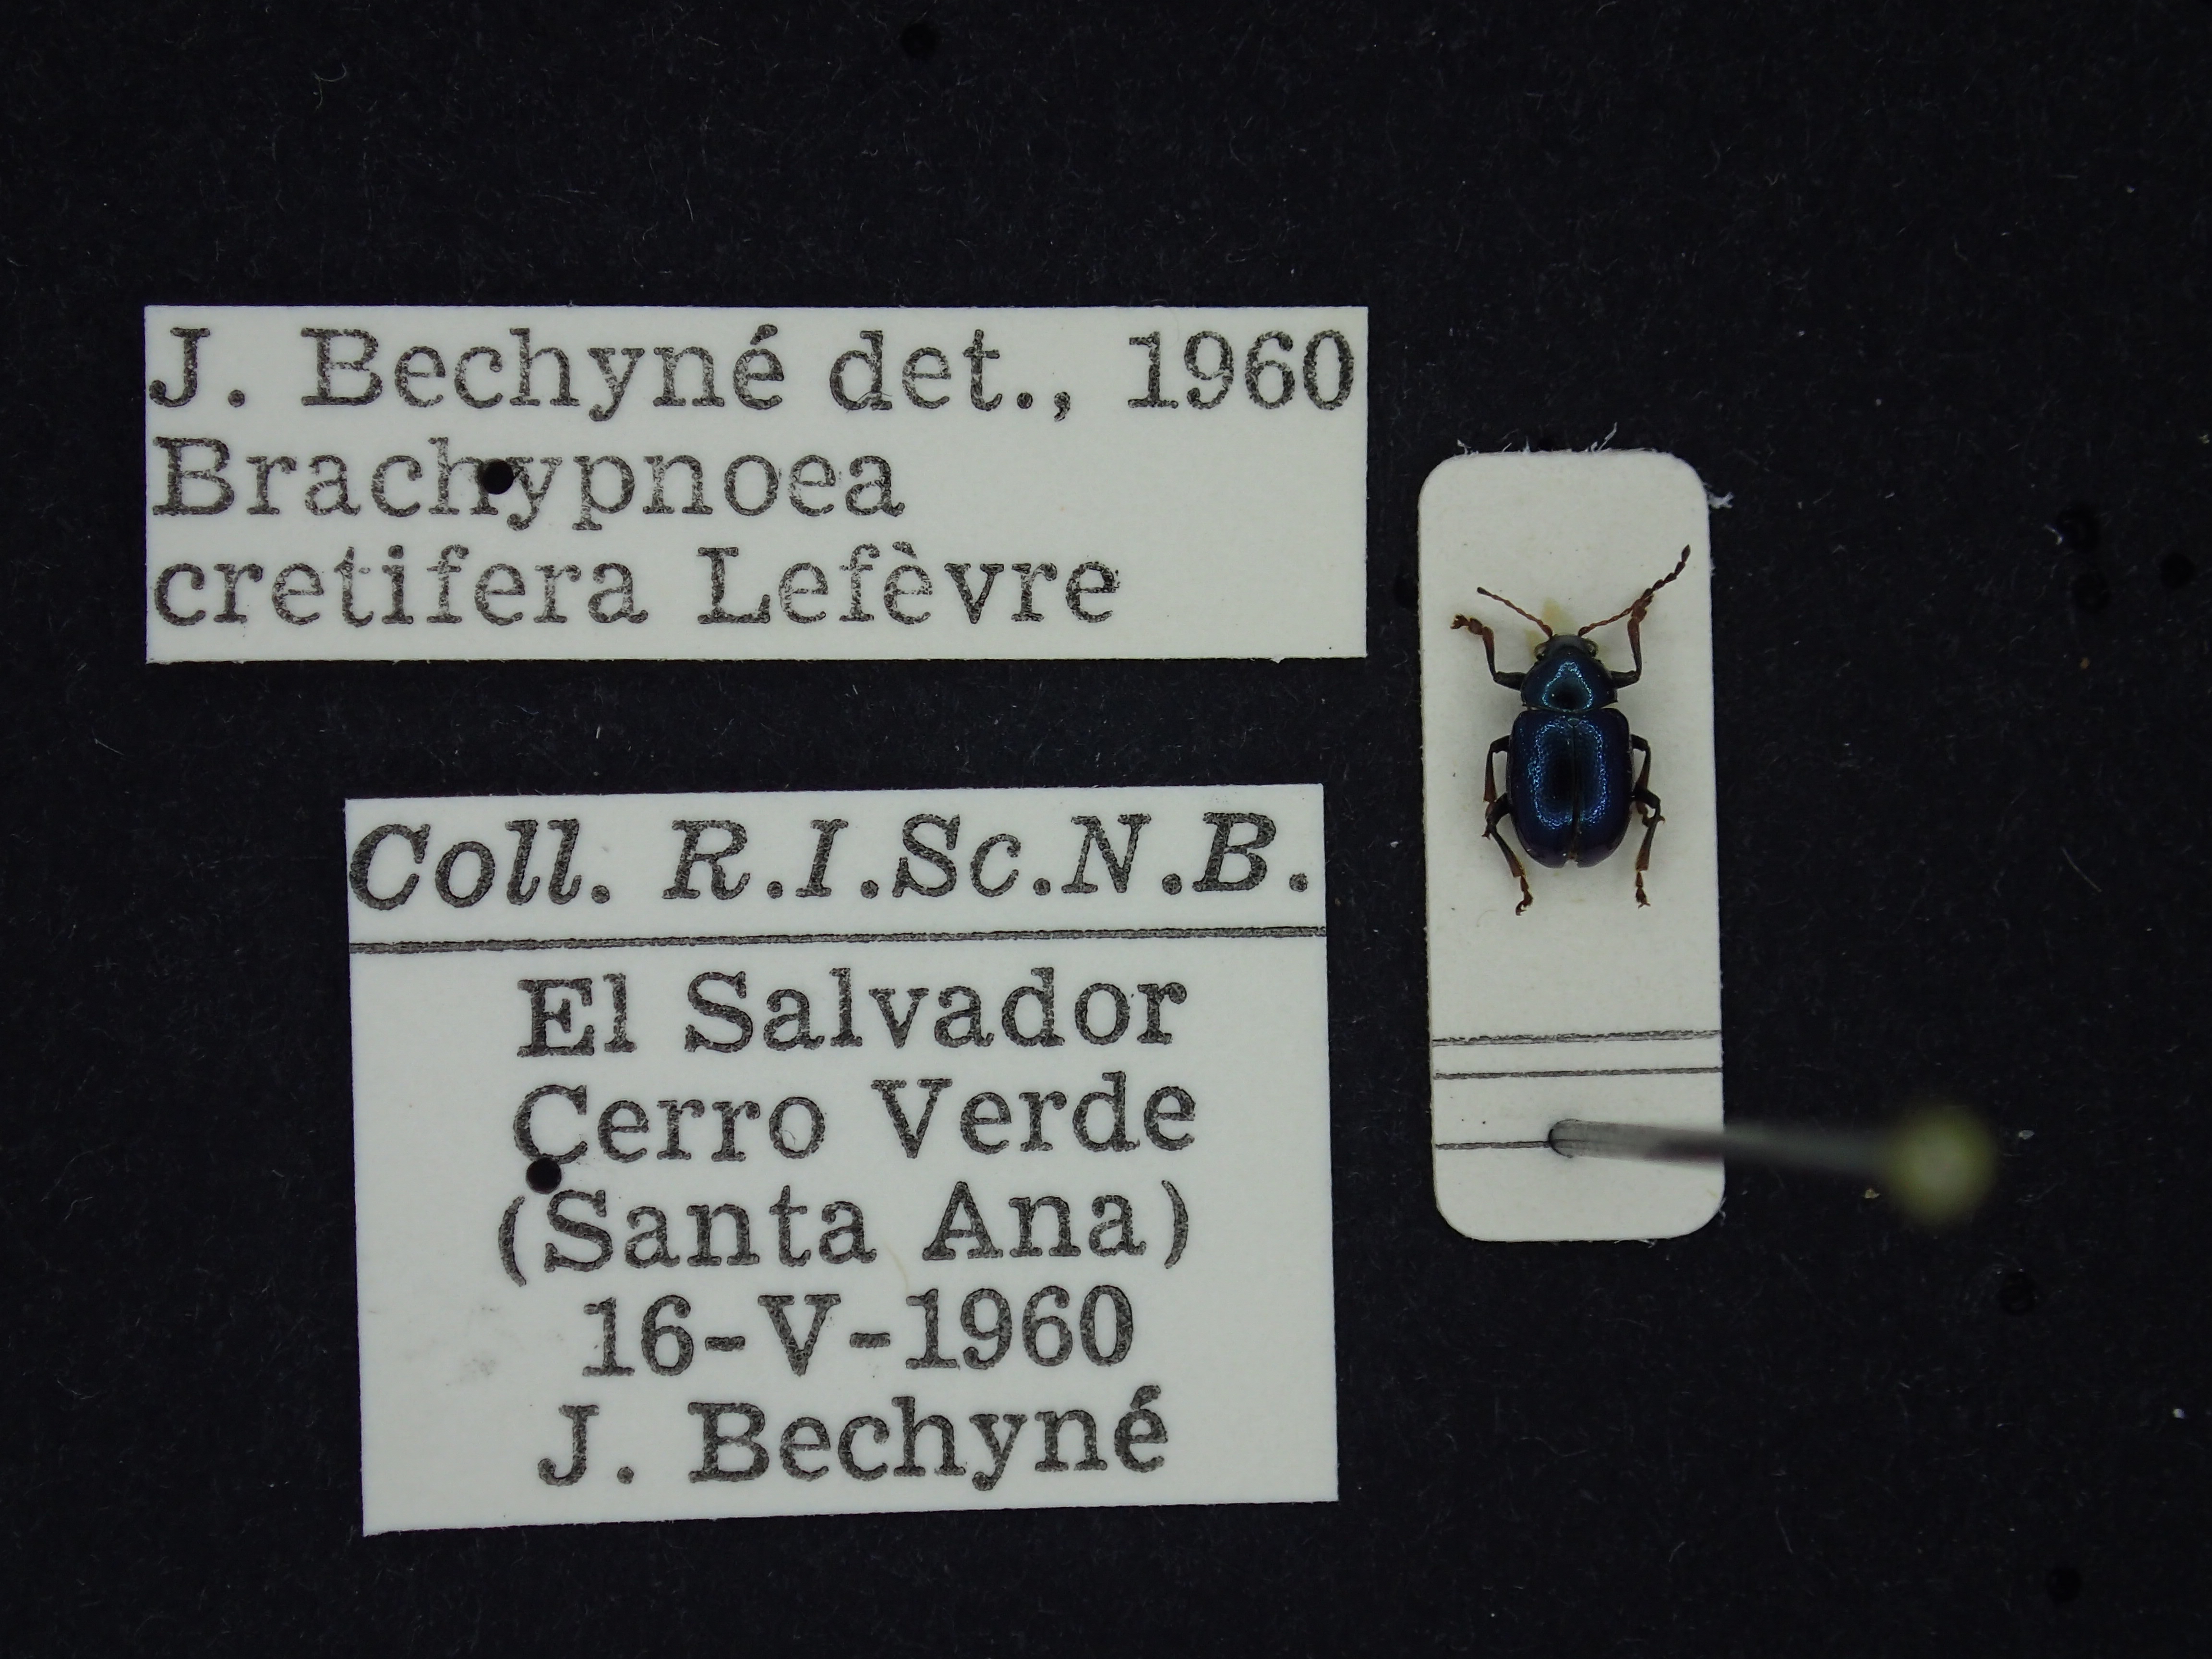 J. Bechyné det., 1960
Brachypnoea
cretifera Lefèvre
Coll. R.I.Sc.N.B.
El Salvador
Cerro Verde
(Santa Ana)
16-V-1960
J. Bechyné